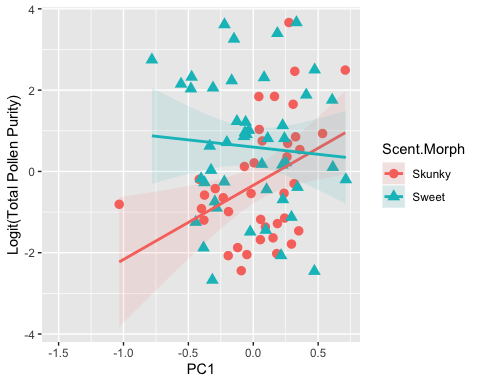 4
2
0
-2
-4
Logit(Total Pollen Purity)
-1.5 -1.0 -0.5 0.0 0.5
PC1
Scent.Morph
Skunky
Sweet